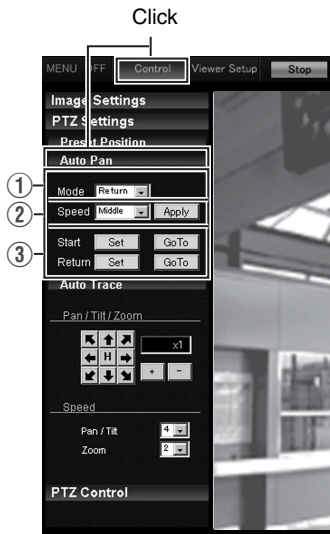 Click
MENU OFF Control Viewer Setup Stop
Image Settings
PTZ Settings
Preset Position
Auto Pan
① Mode Return
② Speed Middle Apply
③ Start Set GoTo
Return Set GoTo
Auto Trace
Pan / Tilt / Zoom
x1
H
+ -
Speed
Pan / Tilt 4
Zoom 2
PTZ Control